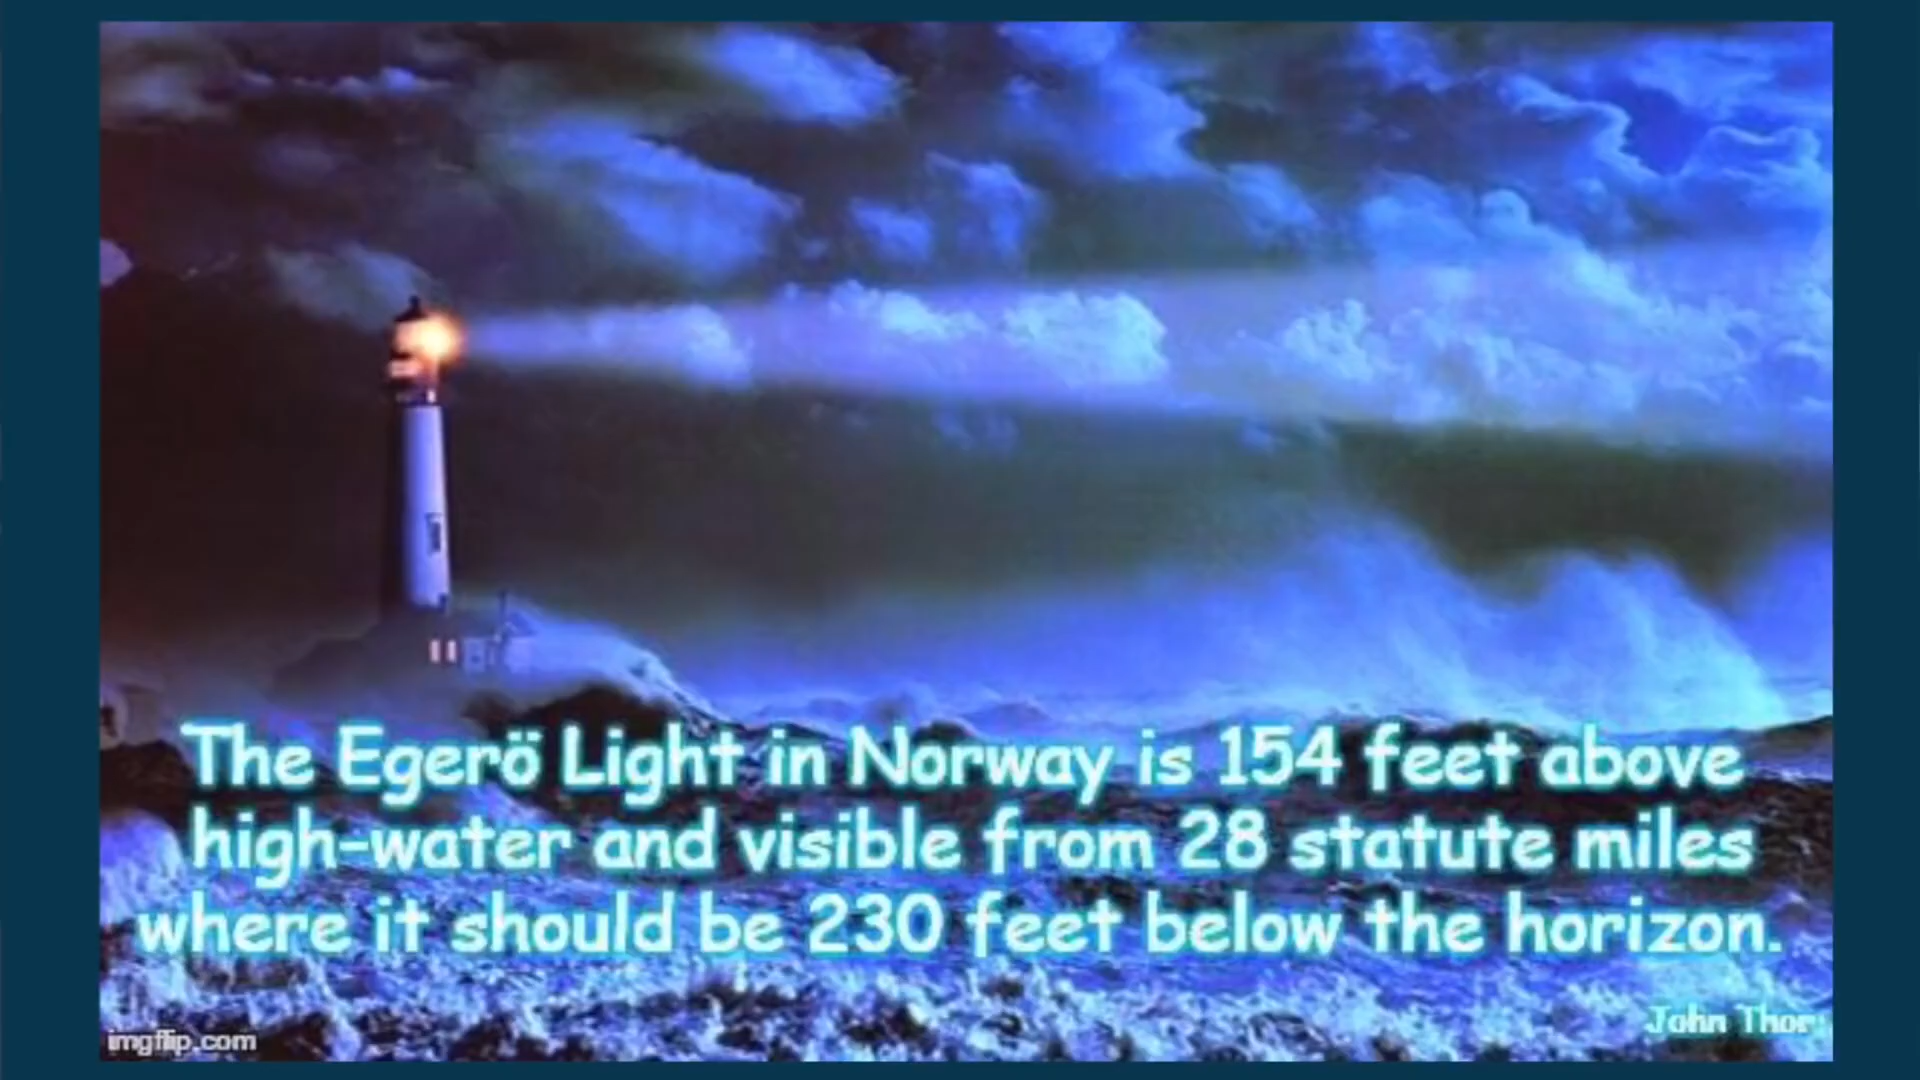 The Egerö Light in Norway is 154 feet above
high-water and visible from 28 statute miles
where it should be 230 feet below the horizon.
John Thor
imgflip.com